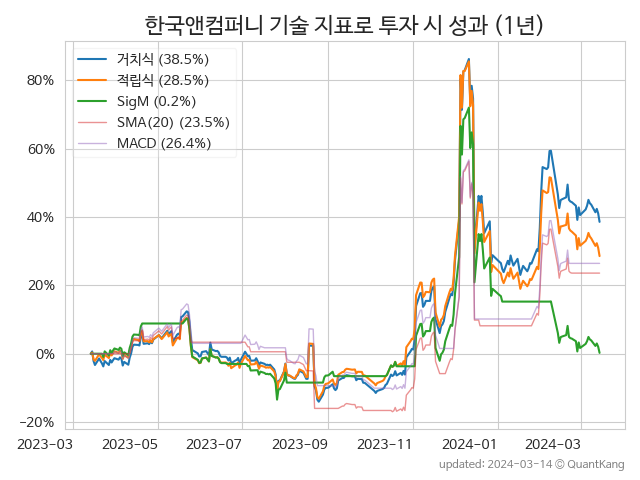 한국앤컴퍼니 기술 지표로 투자 시 성과 (1년)
거치식 (38.5%)
적립식 (28.5%)
SigM (0.2%)
SMA(20) (23.5%)
MACD (26.4%)
80%
60%
40%
20%
0%
−20%
2023-03 2023-05 2023-07 2023-09 2023-11 2024-01 2024-03
updated: 2024-03-14 © QuantKang